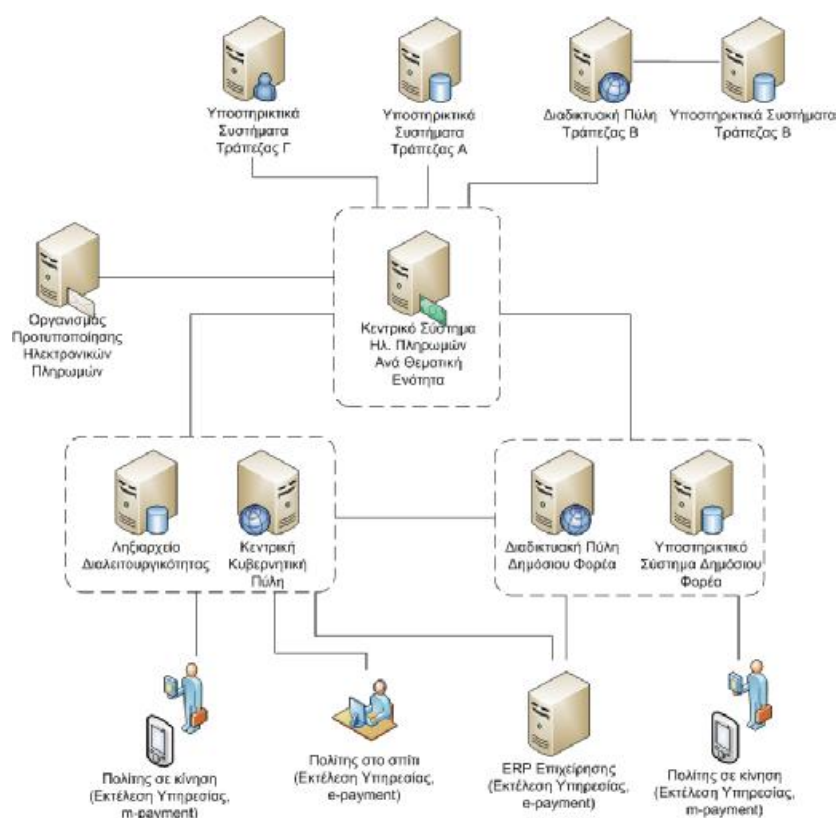 Υποστηρικτικά
Συστήματα
Τράπεζας Γ
Υποστηρικτικά
Συστήματα
Τράπεζας Α
Διαδικτυακή Πύλη
Τράπεζας Β
Υποστηρικτικά Συστήματα
Τράπεζας Β
Οργανισμος
Προτυποποίησης
Ηλεκτρονικών
Πληρωμών
Κεντρικό Σύστημα
Ηλ. Πληρωμών
Ανά Θεματική
Ενότητα
Ληξιαρχείο
Διαλειτουργικότητας
Κεντρική
Κυβερνητική
Πύλη
Διαδικτυακή Πύλη
Δημόσιου Φορέα
Υποστηρικτικό
Σύστημα Δημόσιου
Φορέα
Πολίτης σε κίνηση
(Εκτέλεση Υπηρεσίας,
m-payment)
Πολίτης στο σπίτι
(Εκτέλεση Υπηρεσίας,
e-payment)
ERP Επιχείρησης
(Εκτέλεση Υπηρεσίας,
e-payment)
Πολίτης σε κίνηση
(Εκτέλεση Υπηρεσίας,
m-payment)